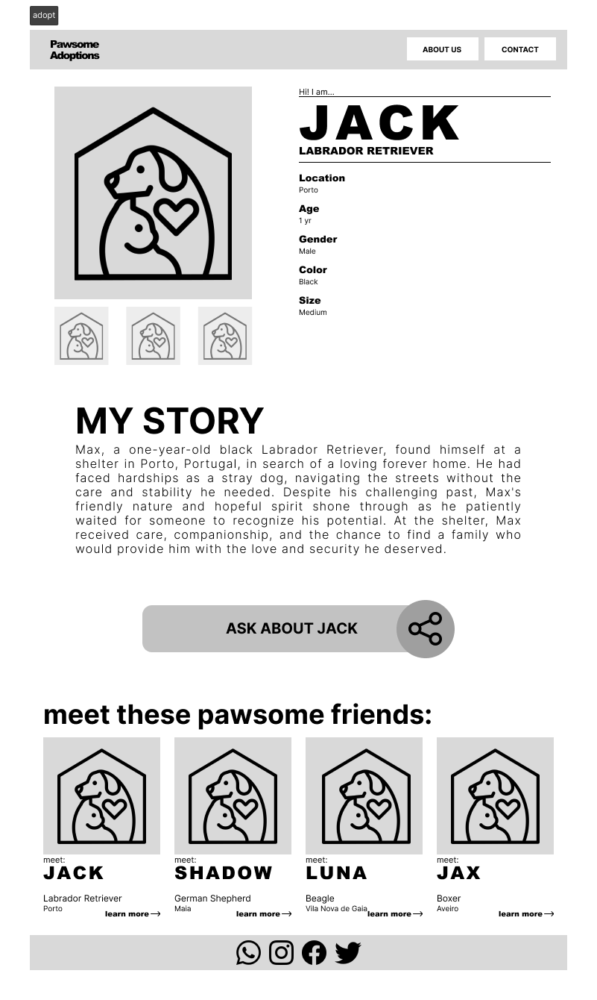 adopt
Pawsome
Adoptions
ABOUT US
CONTACT
Hi! I am...
JACK
LABRADOR RETRIEVER
Location
Porto
Age
1 yr
Gender
Male
Color
Black
Size
Medium
MY STORY
Max, a one-year-old black Labrador Retriever, found himself at a
shelter in Porto, Portugal, in search of a loving forever home. He had
faced hardships as a stray dog, navigating the streets without the
care and stability he needed. Despite his challenging past, Max's
friendly nature and hopeful spirit shone through as he patiently
waited for someone to recognize his potential. At the shelter, Max
received care, companionship, and the chance to find a family who
would provide him with the love and security he deserved.
ASK ABOUT JACK
meet these pawsome friends:
meet:
JACK
Labrador Retriever
Porto
learn more
meet:
SHADOW
German Shepherd
Maia
learn more
meet:
LUNA
Beagle
Vila Nova de Gaia
learn more
meet:
JAX
Boxer
Aveiro
learn more